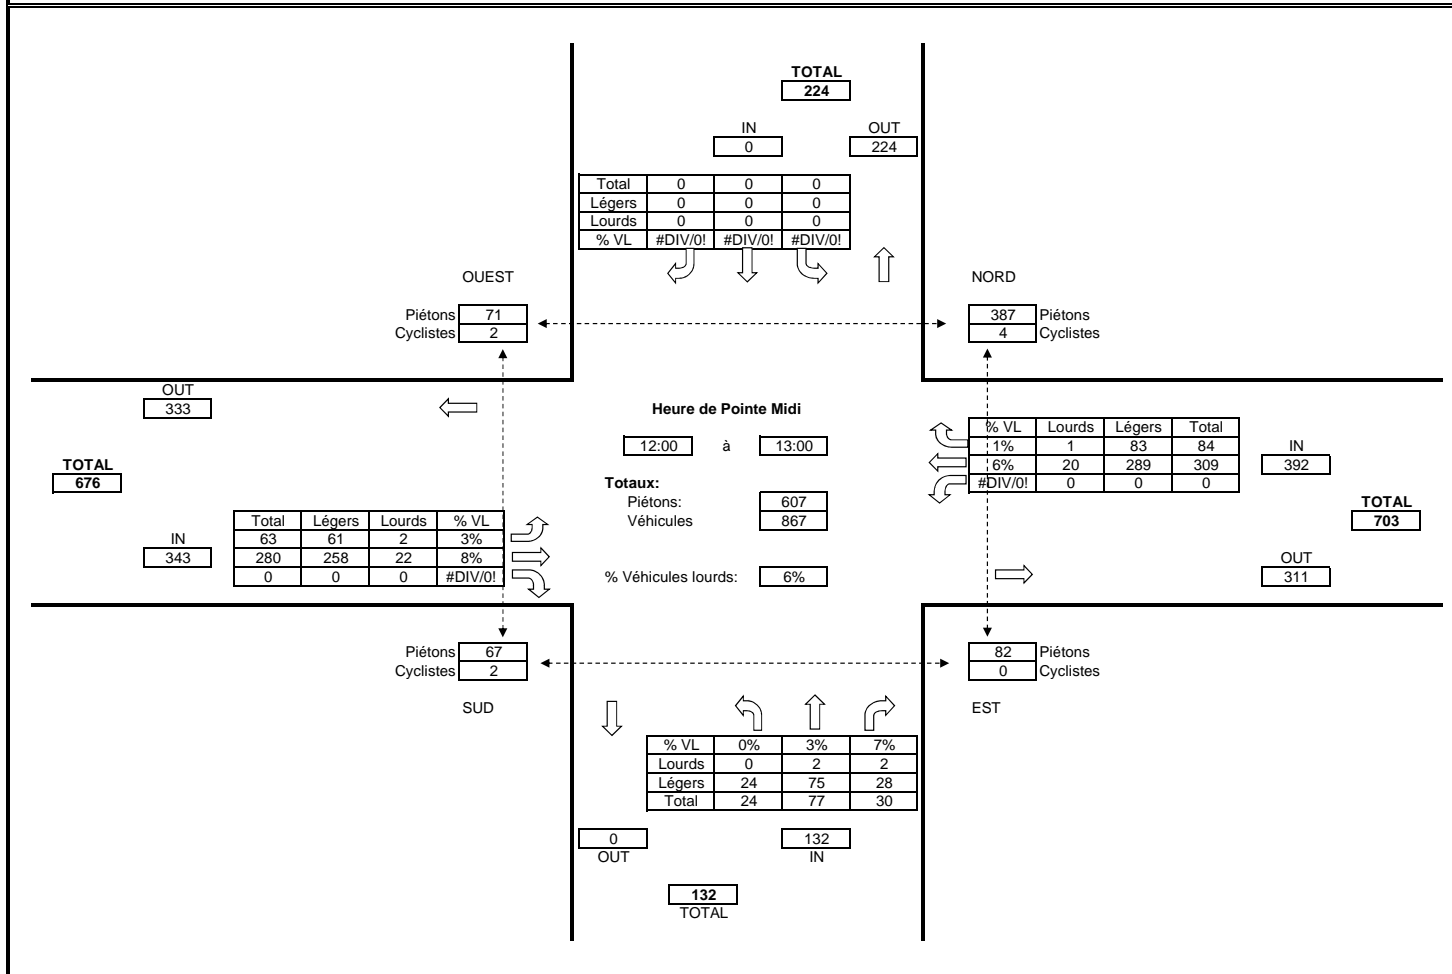 TOTAL
224
IN OUT
0 224
Total 0 0 0
Légers 0 0 0
Lourds 0 0 0
% VL #DIV/0! #DIV/0! #DIV/0!
OUEST NORD
Piétons 71 387 Piétons
Cyclistes 2 4 Cyclistes
OUT
333
Heure de Pointe Midi
12:00 à 13:00
% VL Lourds Légers Total
1% 1 83 84
6% 20 289 309
#DIV/0! 0 0 0
IN
392
TOTAL
676
Totaux:
Piétons: 607
Véhicules 867
TOTAL
703
Total Légers Lourds % VL
63 61 2 3%
280 258 22 8%
0 0 0 #DIV/0!
IN
343
% Véhicules lourds: 6%
OUT
311
Piétons 67 82 Piétons
Cyclistes 2 0 Cyclistes
SUD EST
% VL 0% 3% 7%
Lourds 0 2 2
Légers 24 75 28
Total 24 77 30
0 132
OUT IN
132
TOTAL